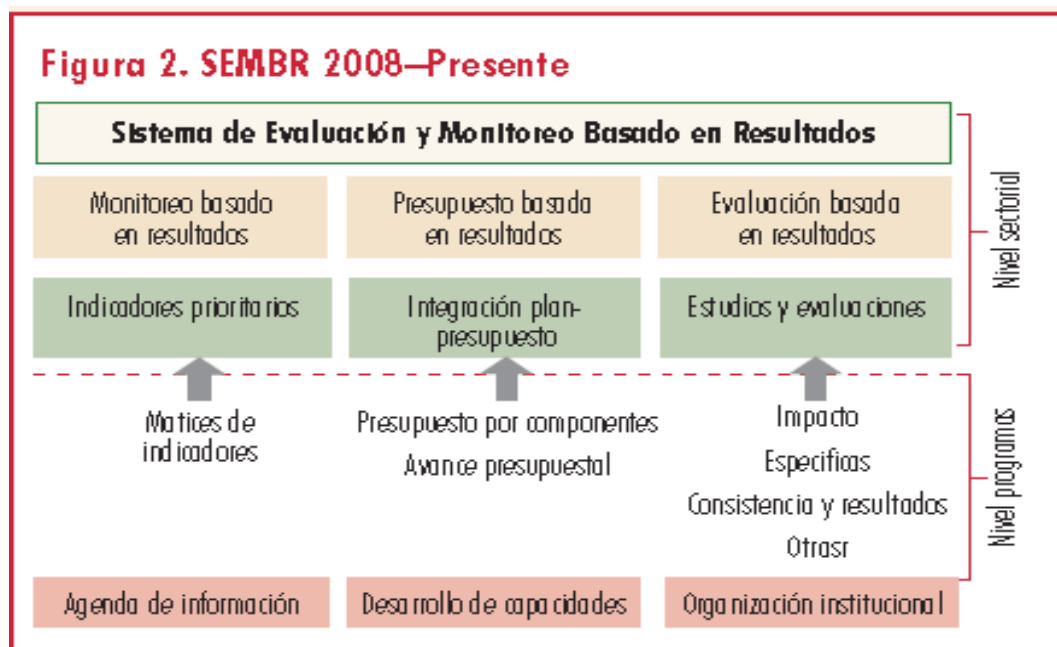 Figura 2. SEMBR 2008—Presente
Sistema de Evaluación y Monitoreo Basado en Resultados
Monitoreo basado
en resultados
Presupuesto basada
en resultados
Evaluación basada
en resultados
Nivel sectorial
Indicadores prioritarios
Integración plan-
presupuesto
Estudios y evaluaciones
Matices de
indicadores
Presupuesto por componentes
Avance presupuestal
Impacto
Especificas
Consistencia y resultados
Otrasr
Nivel programas
Agenda de información
Desarrollo de capacidades
Organización institucional